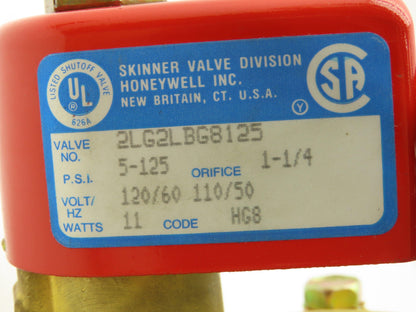 LISTED SHUTOFF VALVE
UL
626A
SKINNER VALVE DIVISION
HONEYWELL INC.
NEW BRITAIN, CT. U.S.A.
SA
Y
VALVE NO. 2LG2LBG8125
P.S.I. 5-125 ORIFICE 1-1/4
VOLT/HZ 120/60 110/50
WATTS 11 CODE HG8